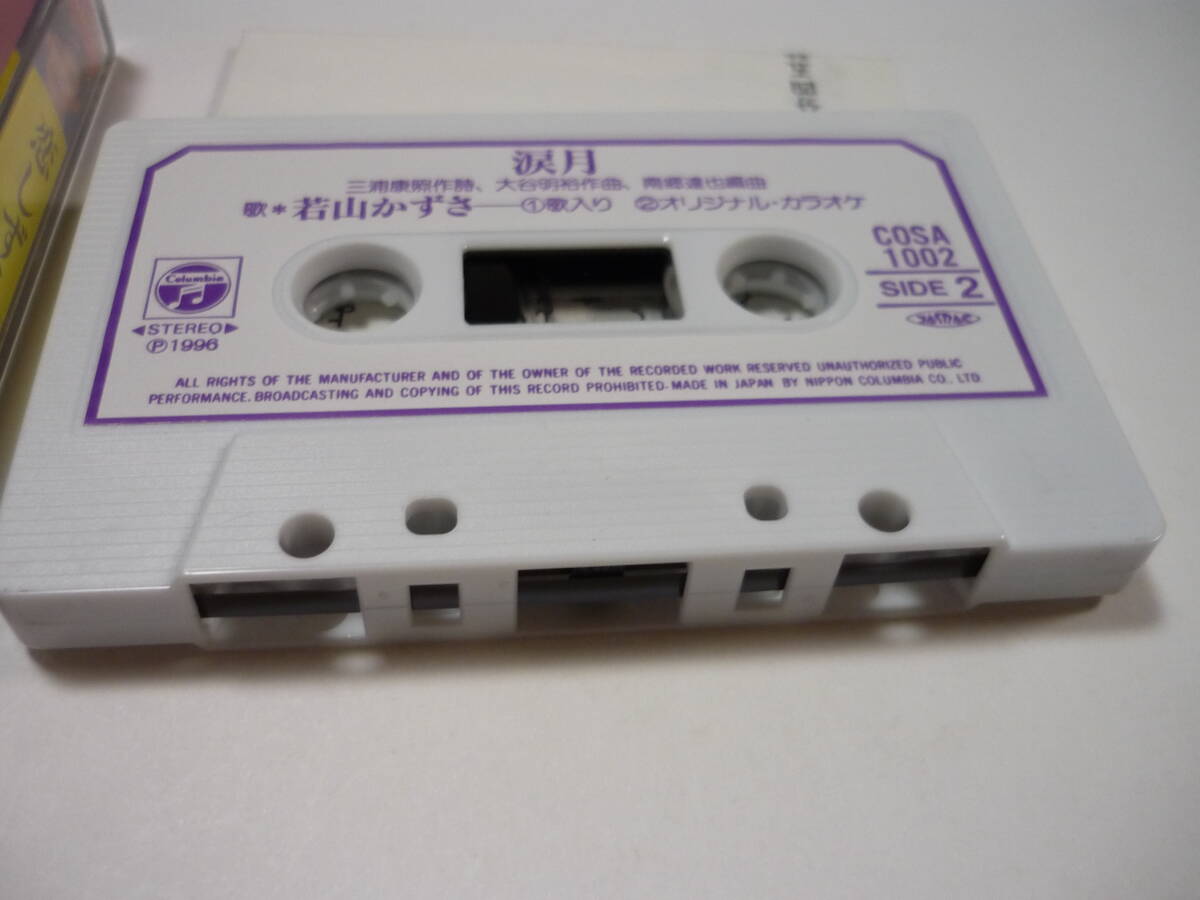 涙月
三浦康照作詩、大谷明裕作曲、南郷達也編曲
歌＊若山かずさ――①歌入り ②オリジナル・カラオケ
COSA
1002
SIDE 2
Columbia
◀STEREO▶
Ⓟ1996
ALL RIGHTS OF THE MANUFACTURER AND OF THE OWNER OF THE RECORDED WORK RESERVED UNAUTHORIZED PUBLIC
PERFORMANCE. BROADCASTING AND COPYING OF THIS RECORD PROHIBITED. MADE IN JAPAN BY NIPPON COLUMBIA CO., LTD.